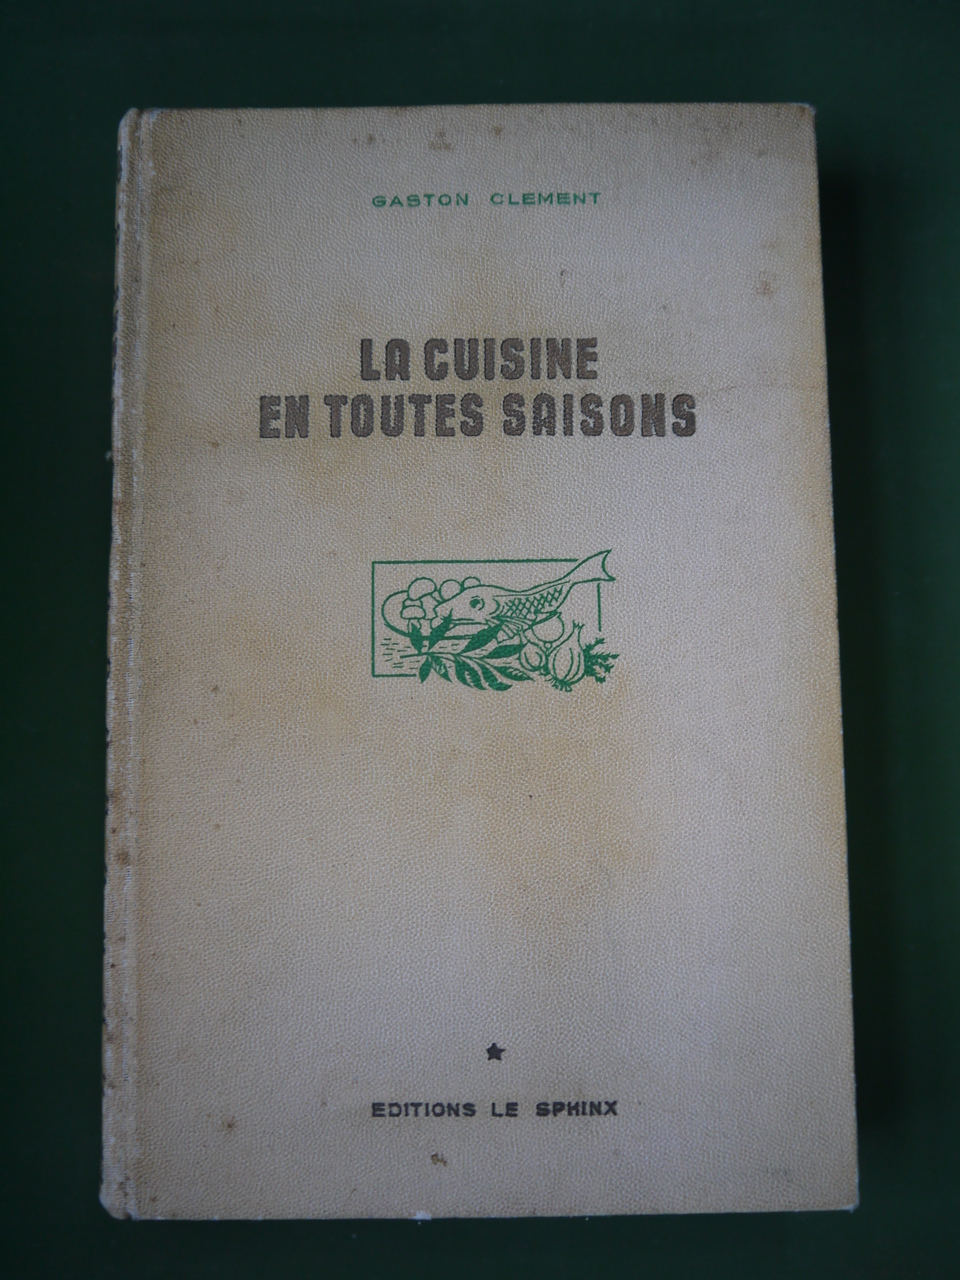 GASTON CLEMENT
LA CUISINE
EN TOUTES SAISONS
EDITIONS LE SPHINX